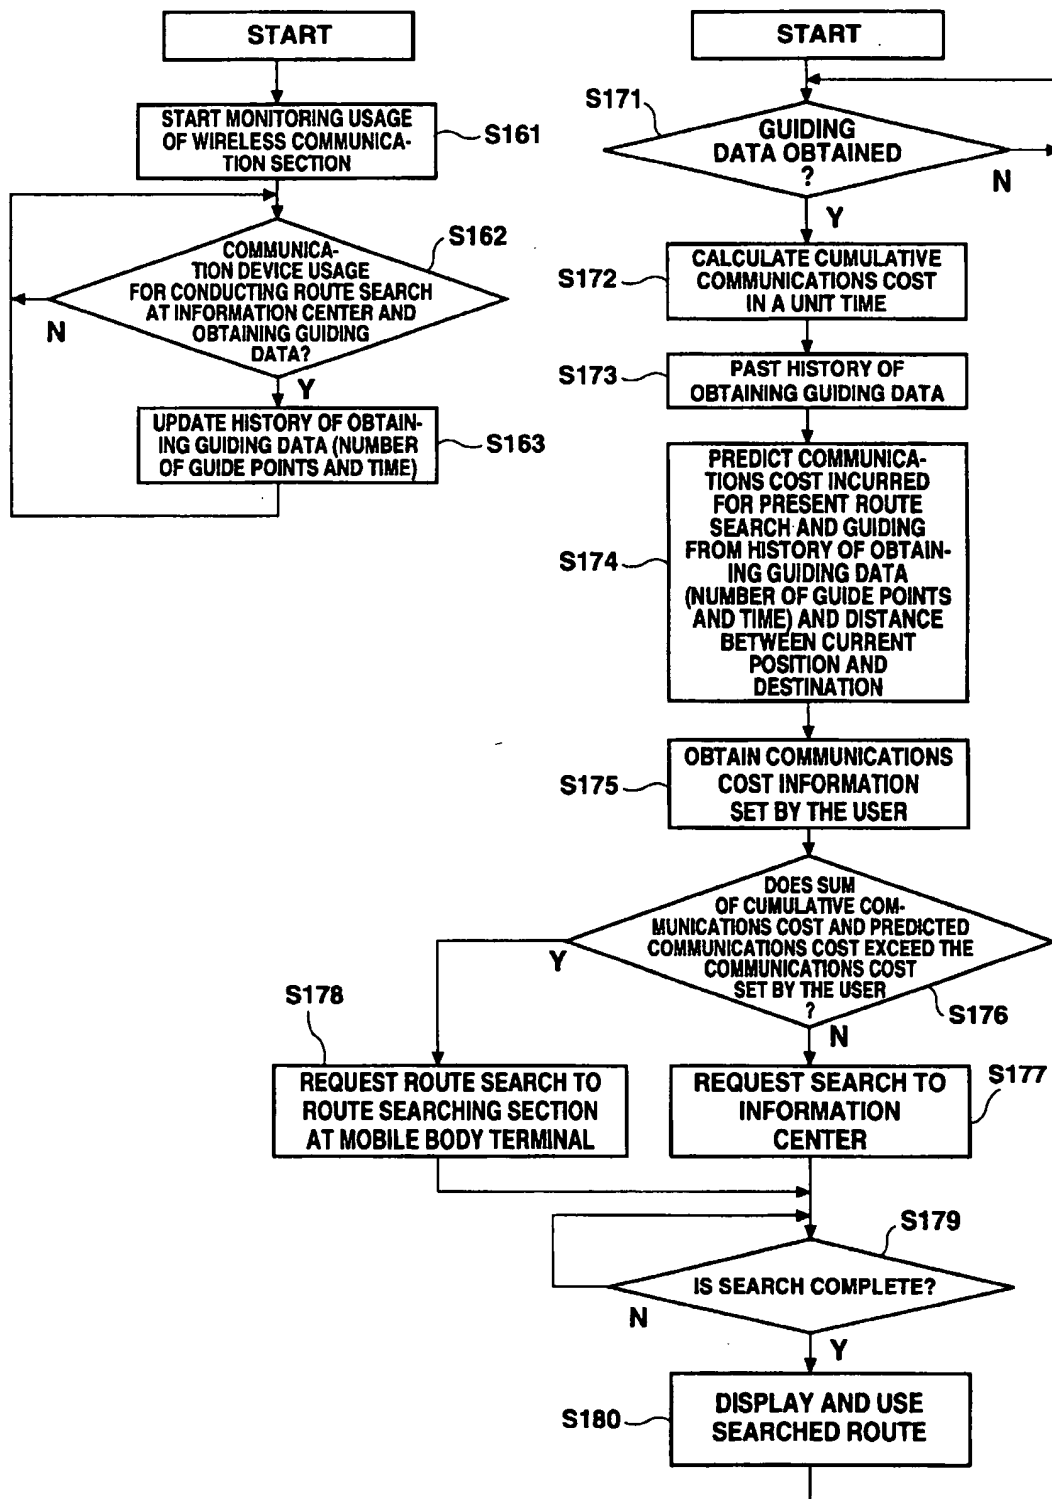 START
START MONITORING USAGE
OF WIRELESS COMMUNICA-
TION SECTION
S161
COMMUNICA-
TION DEVICE USAGE
FOR CONDUCTING ROUTE SEARCH
AT INFORMATION CENTER AND
OBTAINING GUIDING
DATA?
S162
N
Y
UPDATE HISTORY OF OBTAIN-
ING GUIDING DATA (NUMBER
OF GUIDE POINTS AND TIME)
S163
START
S171
GUIDING
DATA OBTAINED
?
N
Y
S172
CALCULATE CUMULATIVE
COMMUNICATIONS COST
IN A UNIT TIME
S173
PAST HISTORY OF
OBTAINING GUIDING DATA
S174
PREDICT COMMUNICA-
TIONS COST INCURRED
FOR PRESENT ROUTE
SEARCH AND GUIDING
FROM HISTORY OF OBTAIN-
ING GUIDING DATA
(NUMBER OF GUIDE POINTS
AND TIME) AND DISTANCE
BETWEEN CURRENT
POSITION AND
DESTINATION
S175
OBTAIN COMMUNICATIONS
COST INFORMATION
SET BY THE USER
DOES SUM
OF CUMULATIVE COM-
MUNICATIONS COST AND PREDICTED
COMMUNICATIONS COST EXCEED THE
COMMUNICATIONS COST
SET BY THE USER
?
Y
S176
N
S178
REQUEST ROUTE SEARCH TO
ROUTE SEARCHING SECTION
AT MOBILE BODY TERMINAL
S177
REQUEST SEARCH TO
INFORMATION
CENTER
S179
IS SEARCH COMPLETE?
N
Y
S180
DISPLAY AND USE
SEARCHED ROUTE